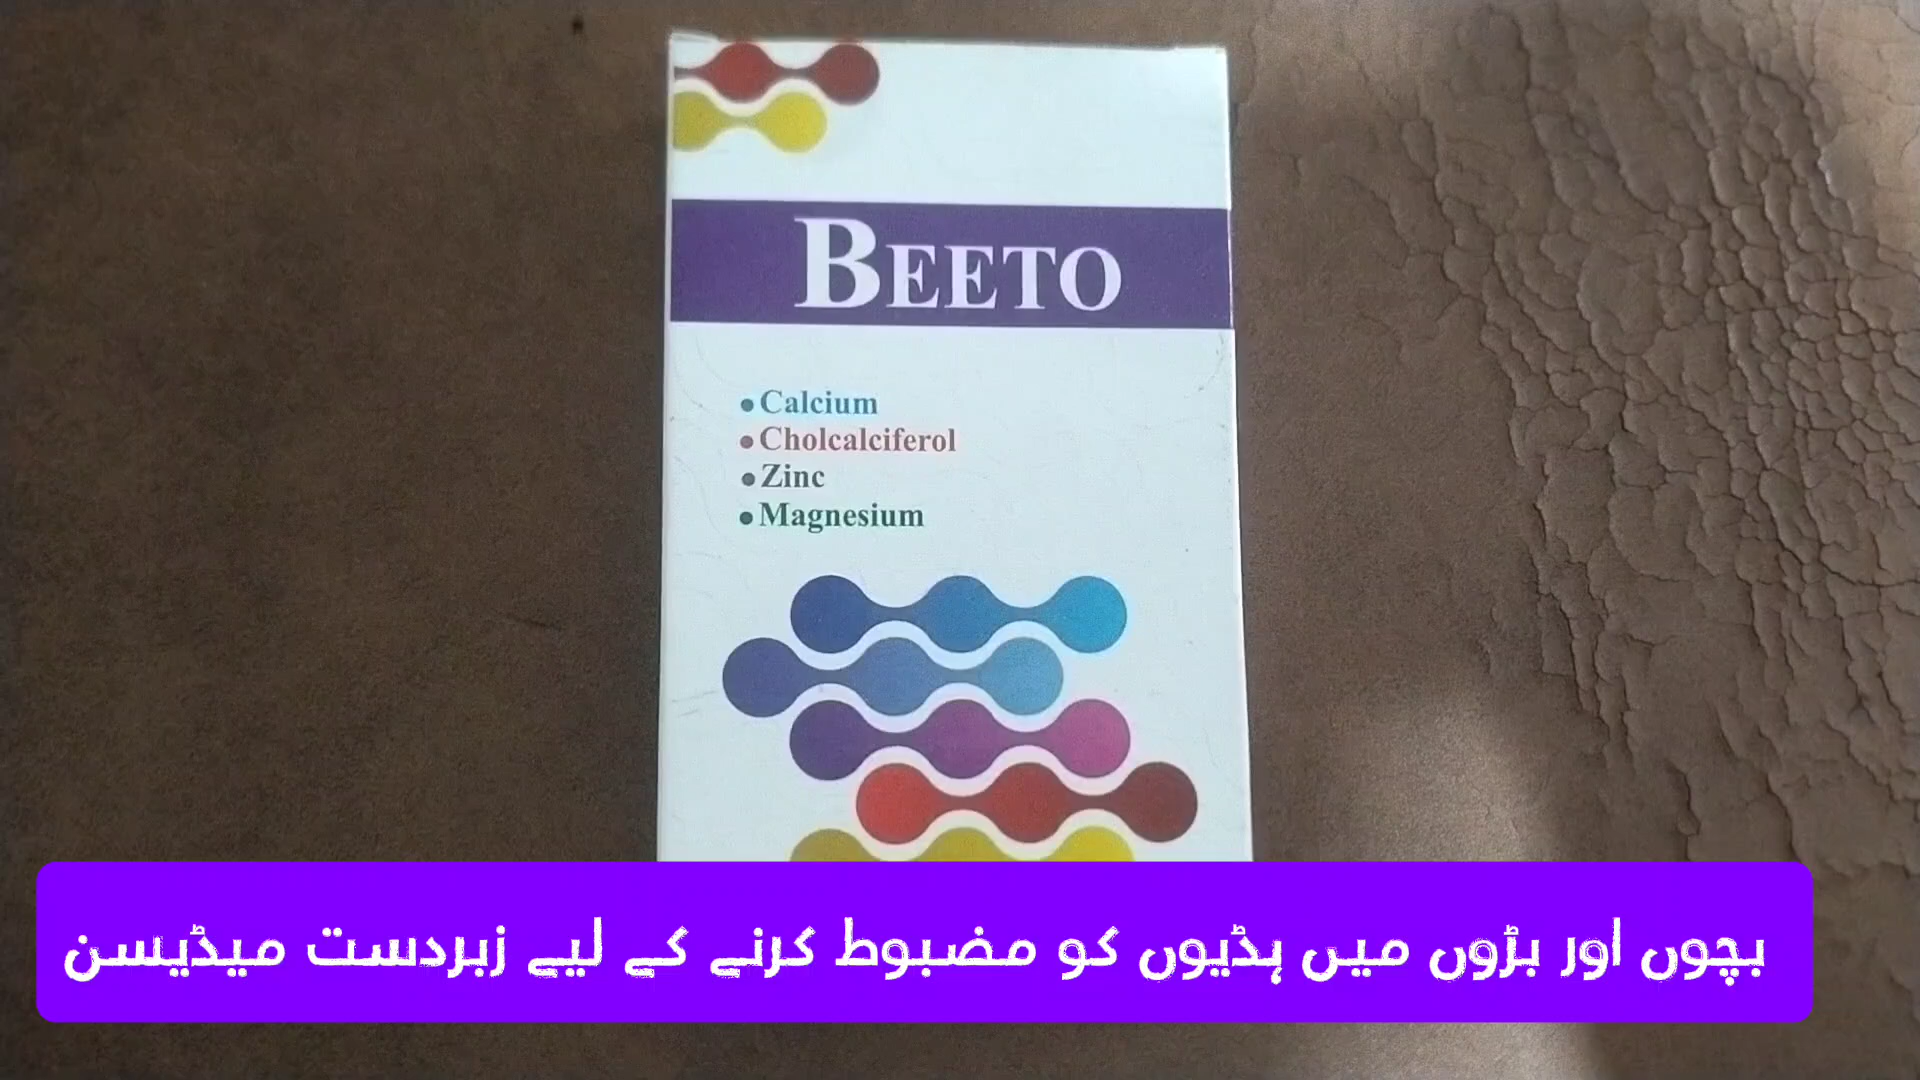 BEETO
• Calcium
• Cholcalciferol
• Zinc
• Magnesium
بچوں اور بڑوں میں ہڈیوں کو مضبوط کرنے کے لیے زبردست میڈیسن